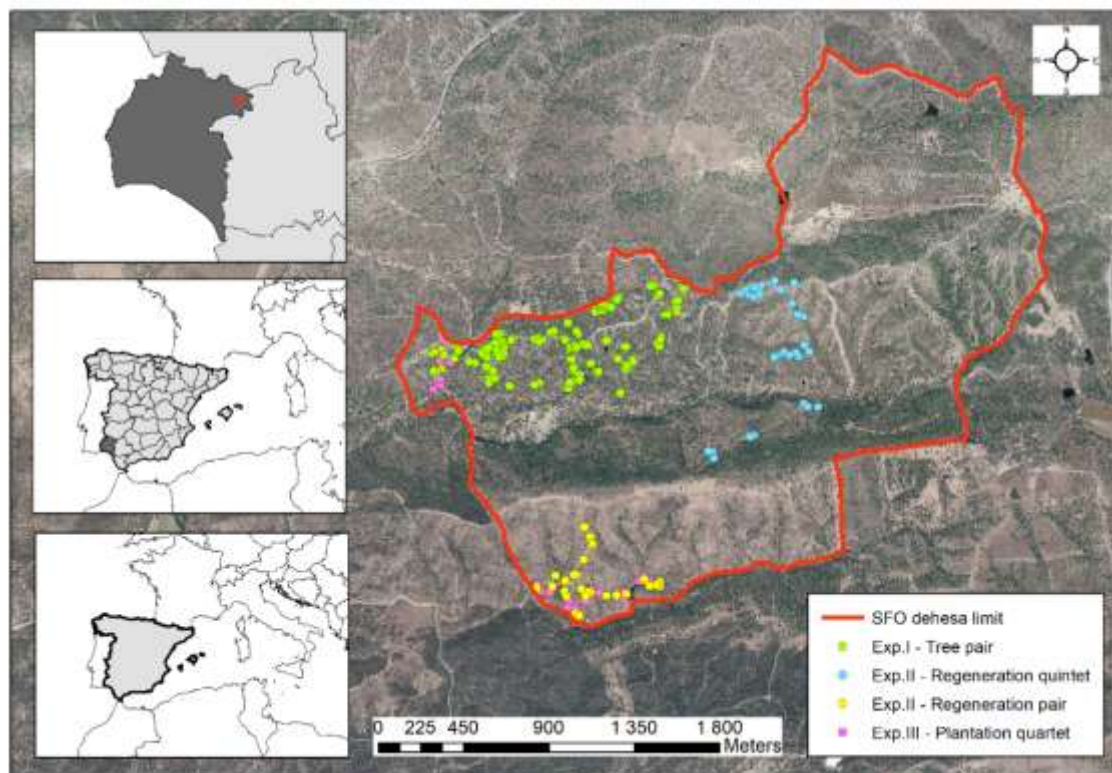 N
W E
S
SFO dehesa limit
Exp.I - Tree pair
Exp.II - Regeneration quintet
Exp.II - Regeneration pair
Exp.III - Plantation quartet
0 225 450 900 1 350 1 800
Meters